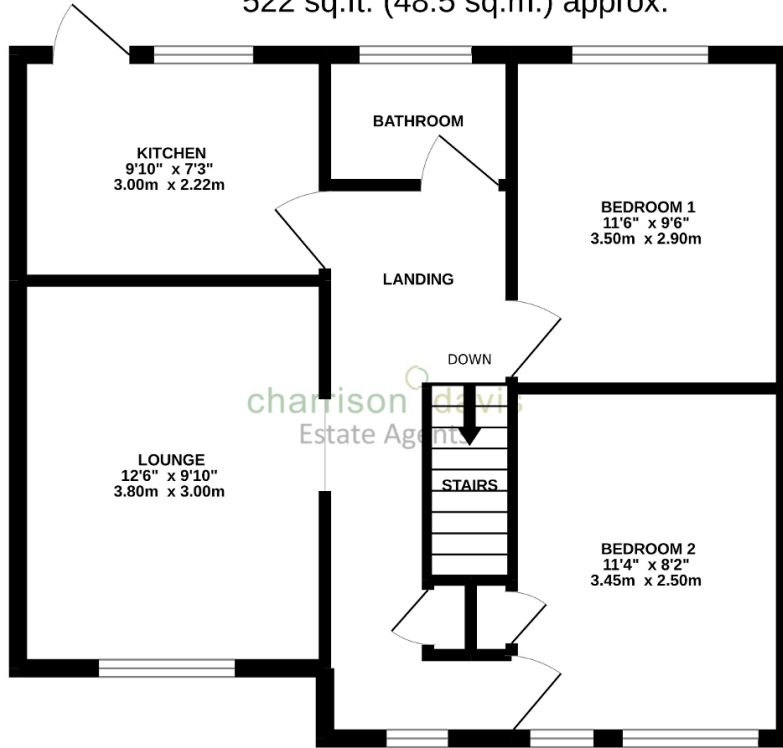 522 sq.ft. (48.5 sq.m.) approx.
BATHROOM
KITCHEN
9'10" x 7'3"
3.00m x 2.22m
BEDROOM 1
11'6" x 9'6"
3.50m x 2.90m
LANDING
DOWN
charrison davis
Estate Agents
LOUNGE
12'6" x 9'10"
3.80m x 3.00m
STAIRS
BEDROOM 2
11'4" x 8'2"
3.45m x 2.50m